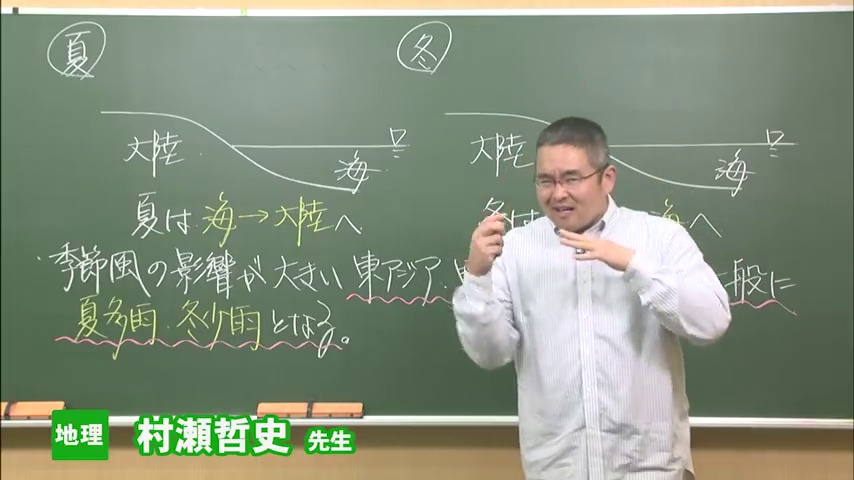 夏
冬
大陸
海
大陸
海
夏は 海→大陸へ
冬は 海へ
・季節風の影響が大きい 東アジア・ 般に
夏多雨・冬少雨となる。
地理 村瀬哲史 先生